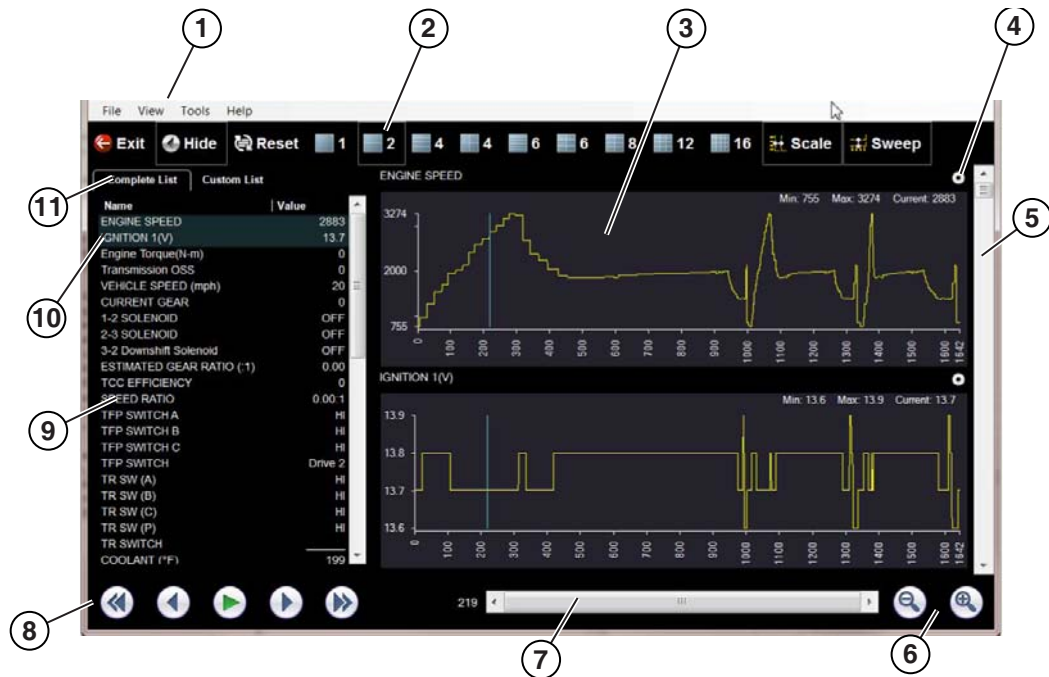 1 2 3 4
File View Tools Help
Exit Hide Reset 1 2 4 4 6 6 8 12 16 Scale Sweep
Complete List Custom List
11
Name Value
ENGINE SPEED 2883
IGNITION 1(V) 13.7
Engine Torque(N-m) 0
Transmission OSS 0
VEHICLE SPEED (mph) 20
CURRENT GEAR 0
1-2 SOLENOID OFF
2-3 SOLENOID OFF
3-2 Downshift Solenoid OFF
ESTIMATED GEAR RATIO (:1) 0.00
TCC EFFICIENCY 0
SPEED RATIO 0.00:1
TFP SWITCH A HI
TFP SWITCH B HI
TFP SWITCH C HI
TFP SWITCH Drive 2
TR SW (A) HI
TR SW (B) HI
TR SW (C) HI
TR SW (P) HI
TR SWITCH
COOLANT (°F) 199
10
9
ENGINE SPEED
Min: 755 Max: 3274 Current: 2883
3274
2000
755
0 100 200 300 400 500 600 700 800 900 1000 1100 1200 1300 1400 1500 1600 1642
5
IGNITION 1(V)
Min: 13.6 Max: 13.9 Current: 13.7
13.9
13.8
13.7
13.6
0 100 200 300 400 500 600 700 800 900 1000 1100 1200 1300 1400 1500 1600 1642
219
8 7 6